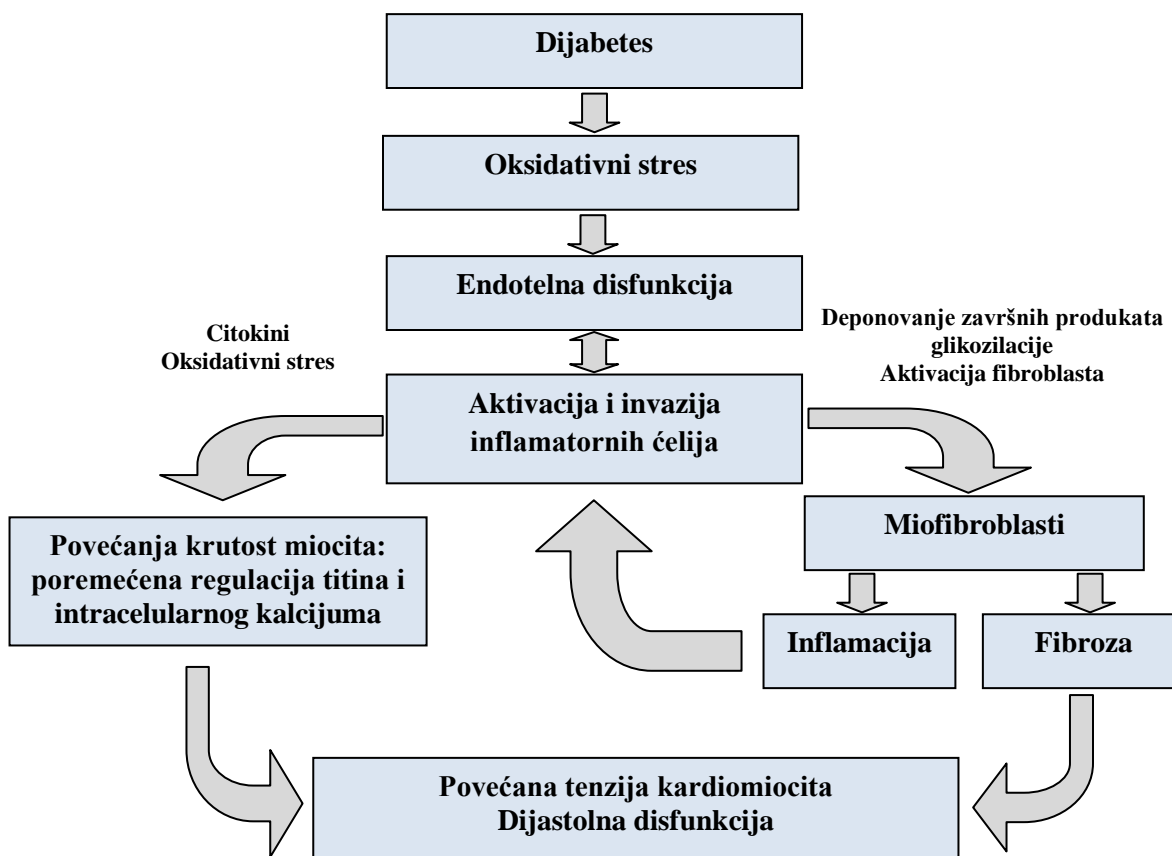 Dijabetes
Oksidativni stres
Endotelna disfunkcija
Citokini
Oksidativni stres
Deponovanje završnih produkata
glikozilacije
Aktivacija fibroblasta
Aktivacija i invazija
inflamatornih ćelija
Povećanja krutost miocita:
poremećena regulacija titina i
intracelularnog kalcijuma
Miofibroblasti
Inflamacija
Fibroza
Povećana tenzija kardiomiocita
Dijastolna disfunkcija